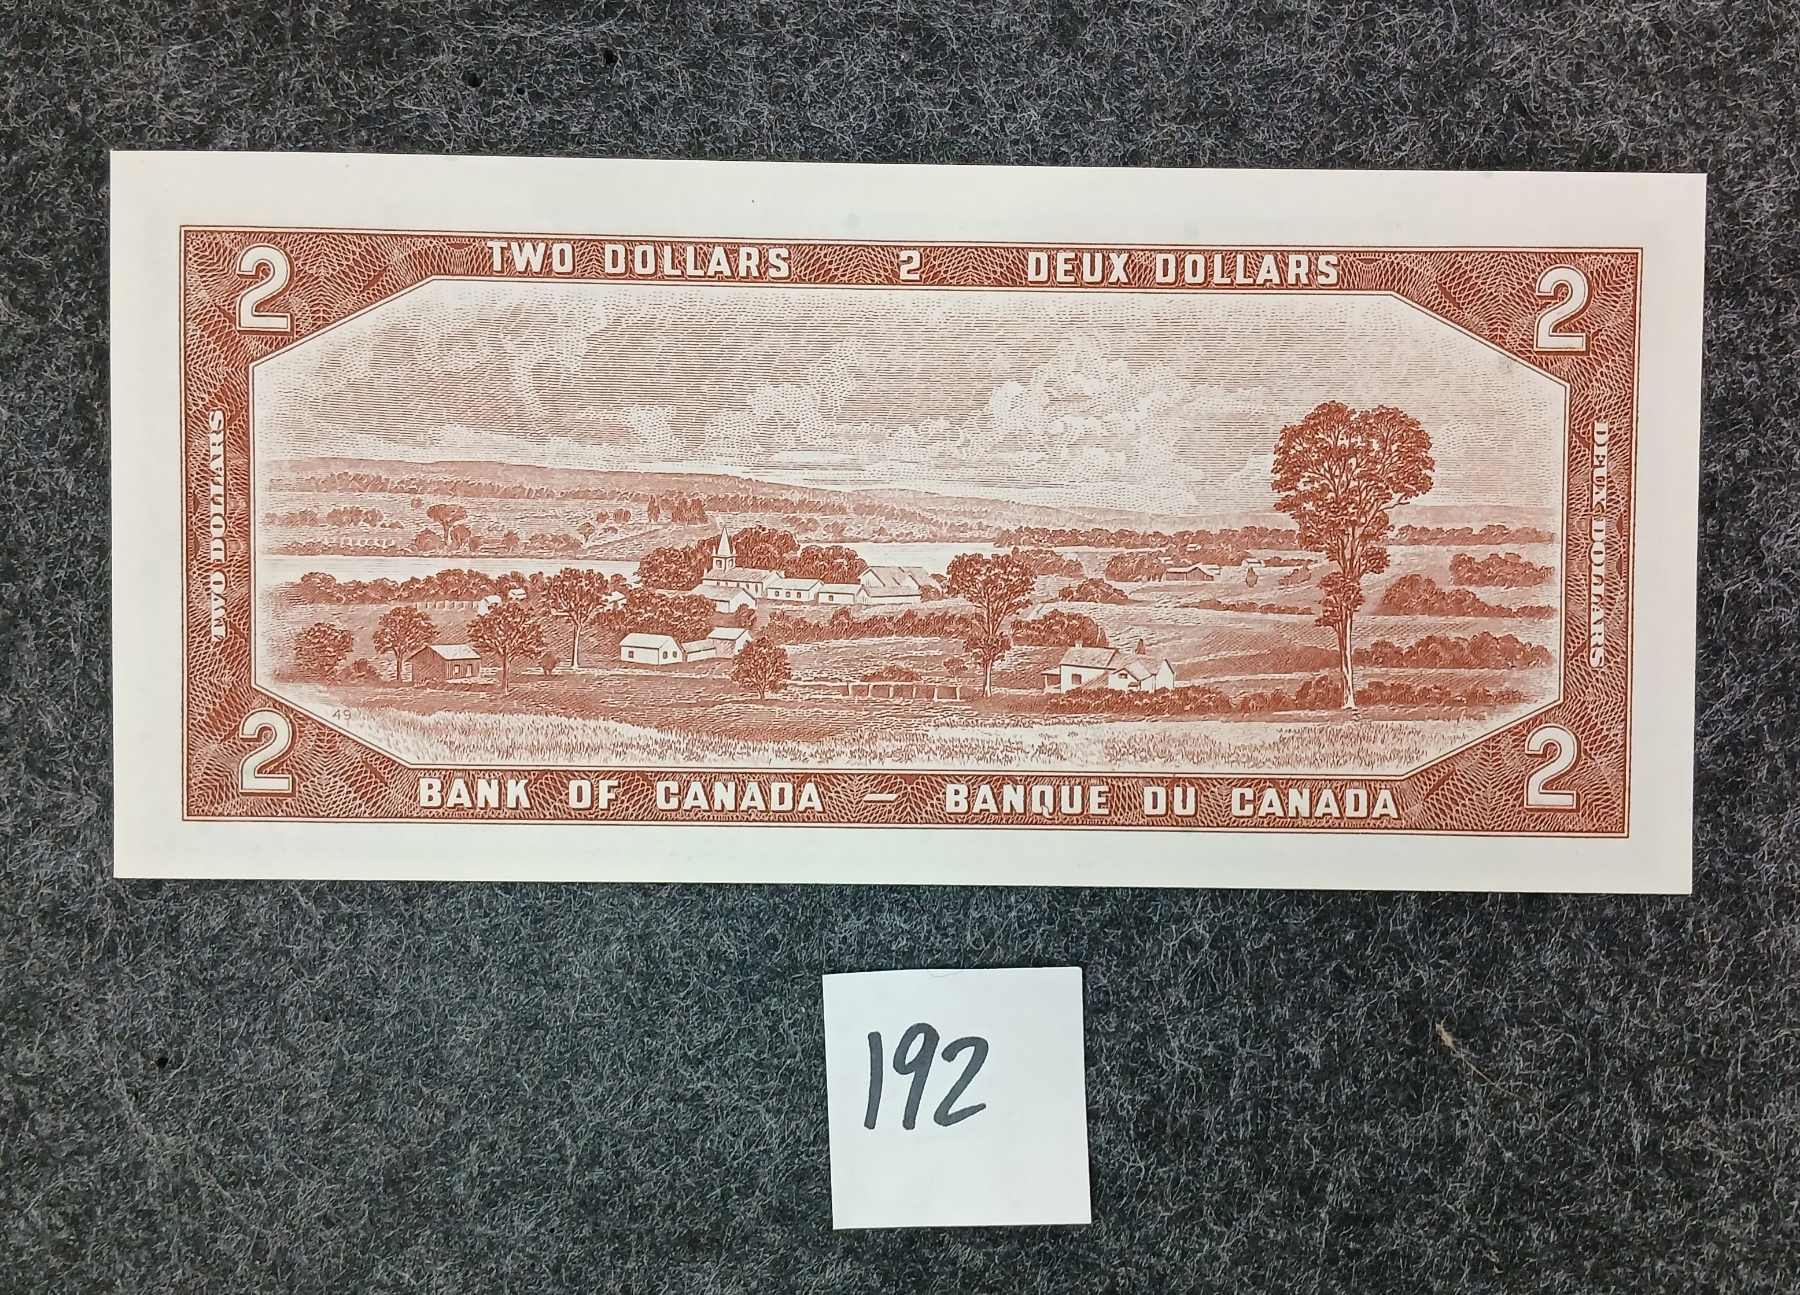 2 TWO DOLLARS 2 DEUX DOLLARS 2
TWO DOLLARS
DEUX DOLLARS
49
2 BANK OF CANADA — BANQUE DU CANADA 2
192